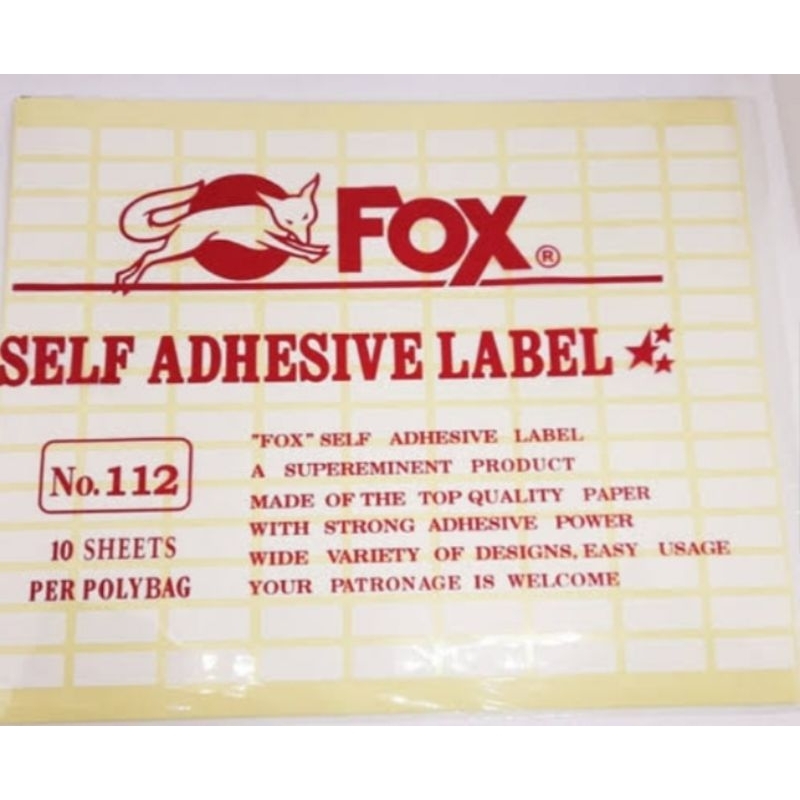 FOX®
SELF ADHESIVE LABEL
No.112
10 SHEETS
PER POLYBAG
"FOX" SELF ADHESIVE LABEL
A SUPEREMINENT PRODUCT
MADE OF THE TOP QUALITY PAPER
WITH STRONG ADHESIVE POWER
WIDE VARIETY OF DESIGNS, EASY USAGE
YOUR PATRONAGE IS WELCOME